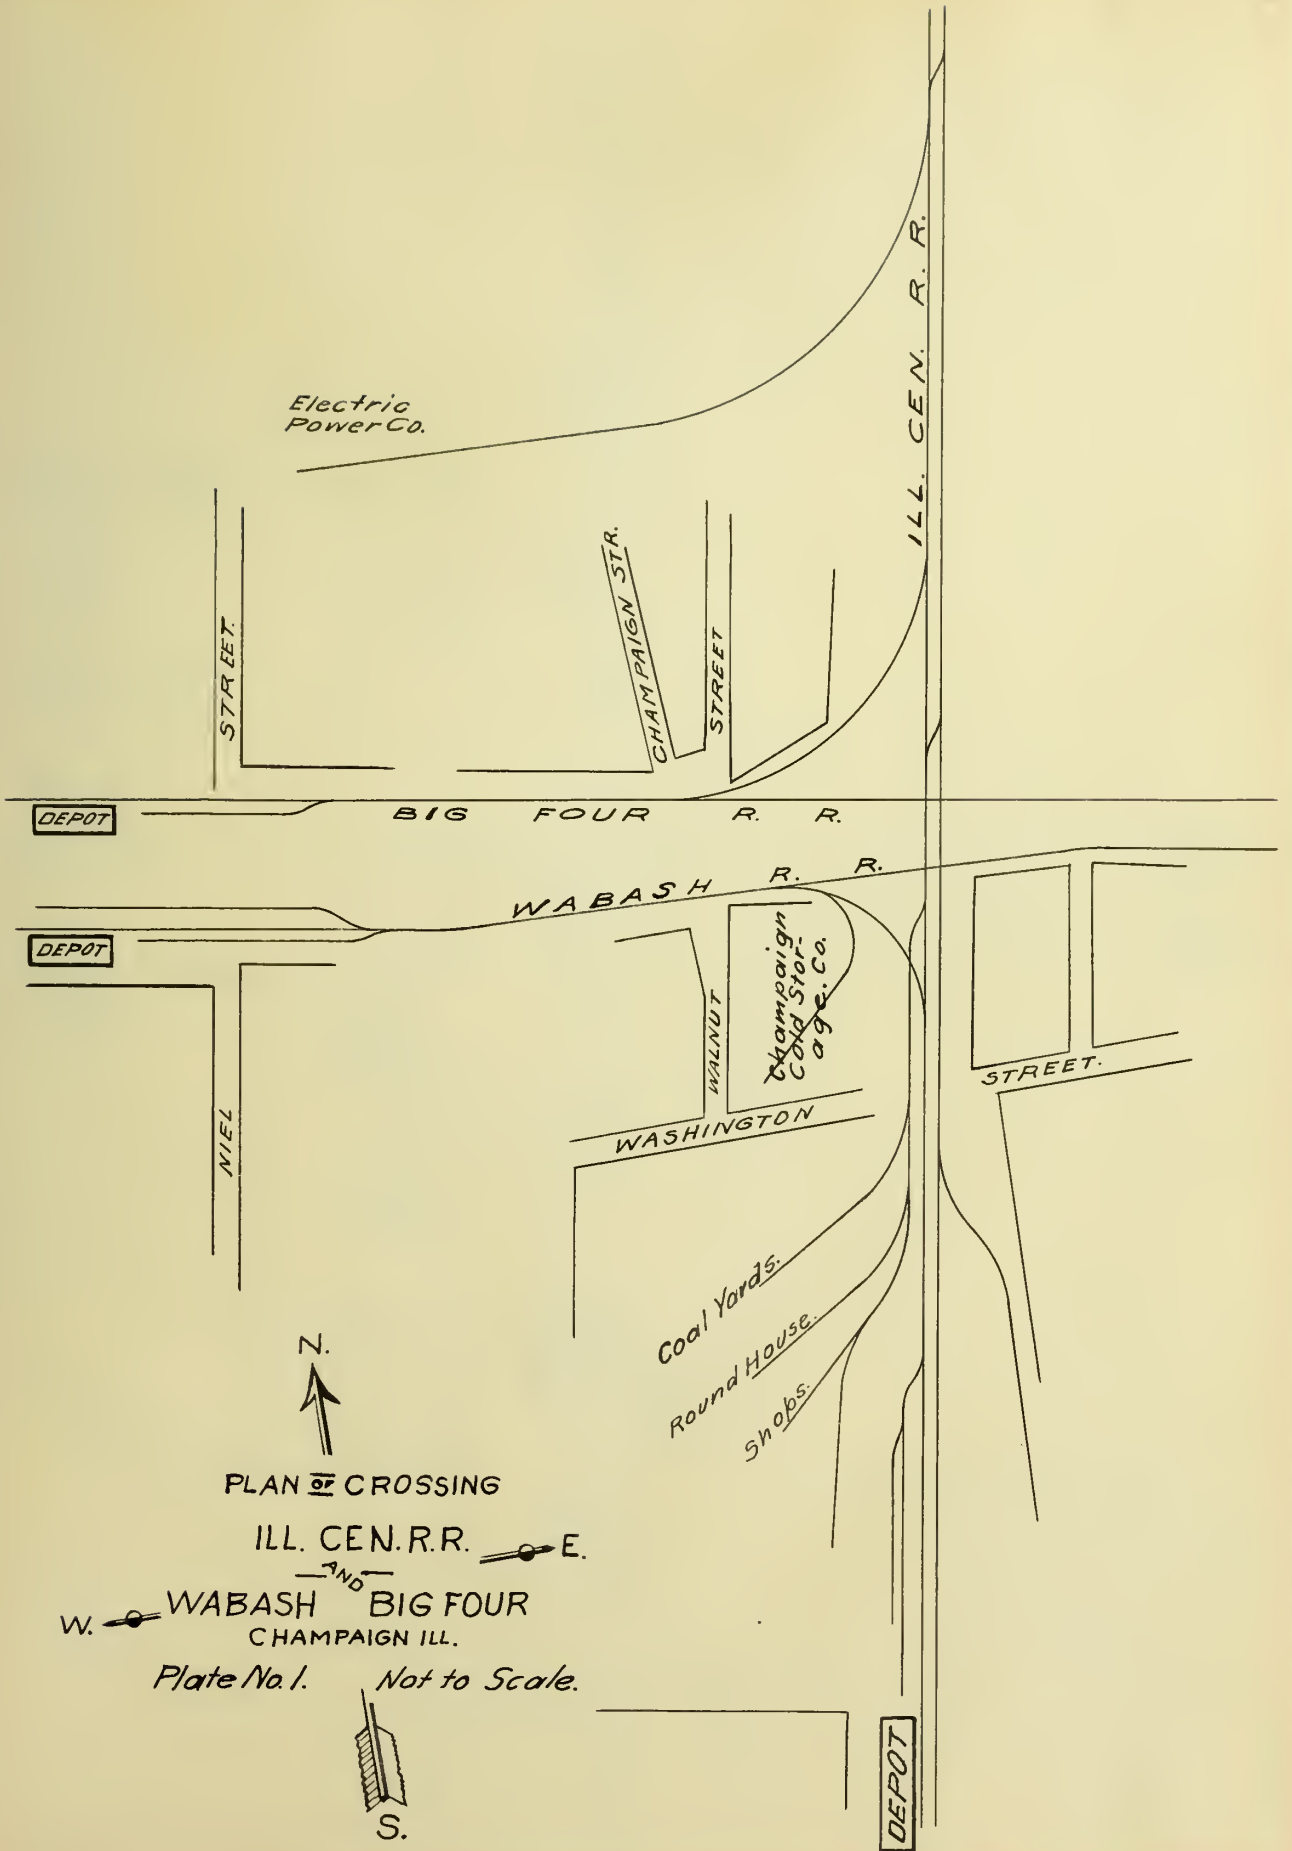 ILL. CEN. R. R.
Electric
Power Co.
STREET.
CHAMPAIGN STR.
STREET
DEPOT
BIG FOUR R. R.
WABASH R. R.
DEPOT
Champaign
Cold Stor-
age. Co.
WALNUT
STREET.
WASHINGTON
NIEL
Coal Yards.
Round House.
Shops.
N.
PLAN OF CROSSING
ILL. CEN. R.R.
E.
AND
W.
WABASH BIG FOUR
CHAMPAIGN ILL.
Plate No. 1. Not to Scale.
DEPOT
S.